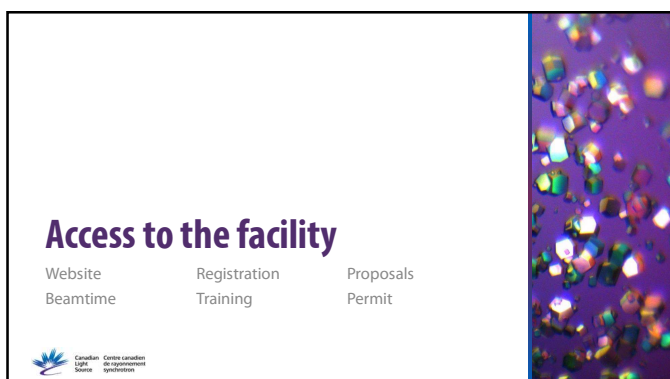 Access to the facility
Website Registration Proposals
Beamtime Training Permit
Canadian Centre canadien
Light de rayonnement
Source synchrotron